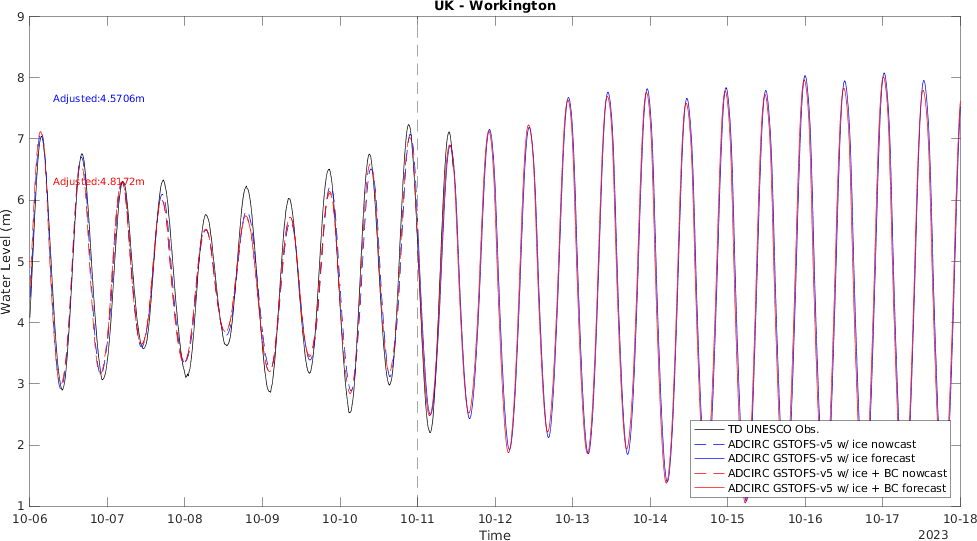 UK - Workington
9
8
7
6
5
4
3
2
1
Water Level (m)
Adjusted:4.5706m
Adjusted:4.8172m
TD UNESCO Obs.
ADCIRC GSTOFS-v5 w/ ice nowcast
ADCIRC GSTOFS-v5 w/ ice forecast
ADCIRC GSTOFS-v5 w/ ice + BC nowcast
ADCIRC GSTOFS-v5 w/ ice + BC forecast
10-06 10-07 10-08 10-09 10-10 10-11 10-12 10-13 10-14 10-15 10-16 10-17 10-18
Time
2023